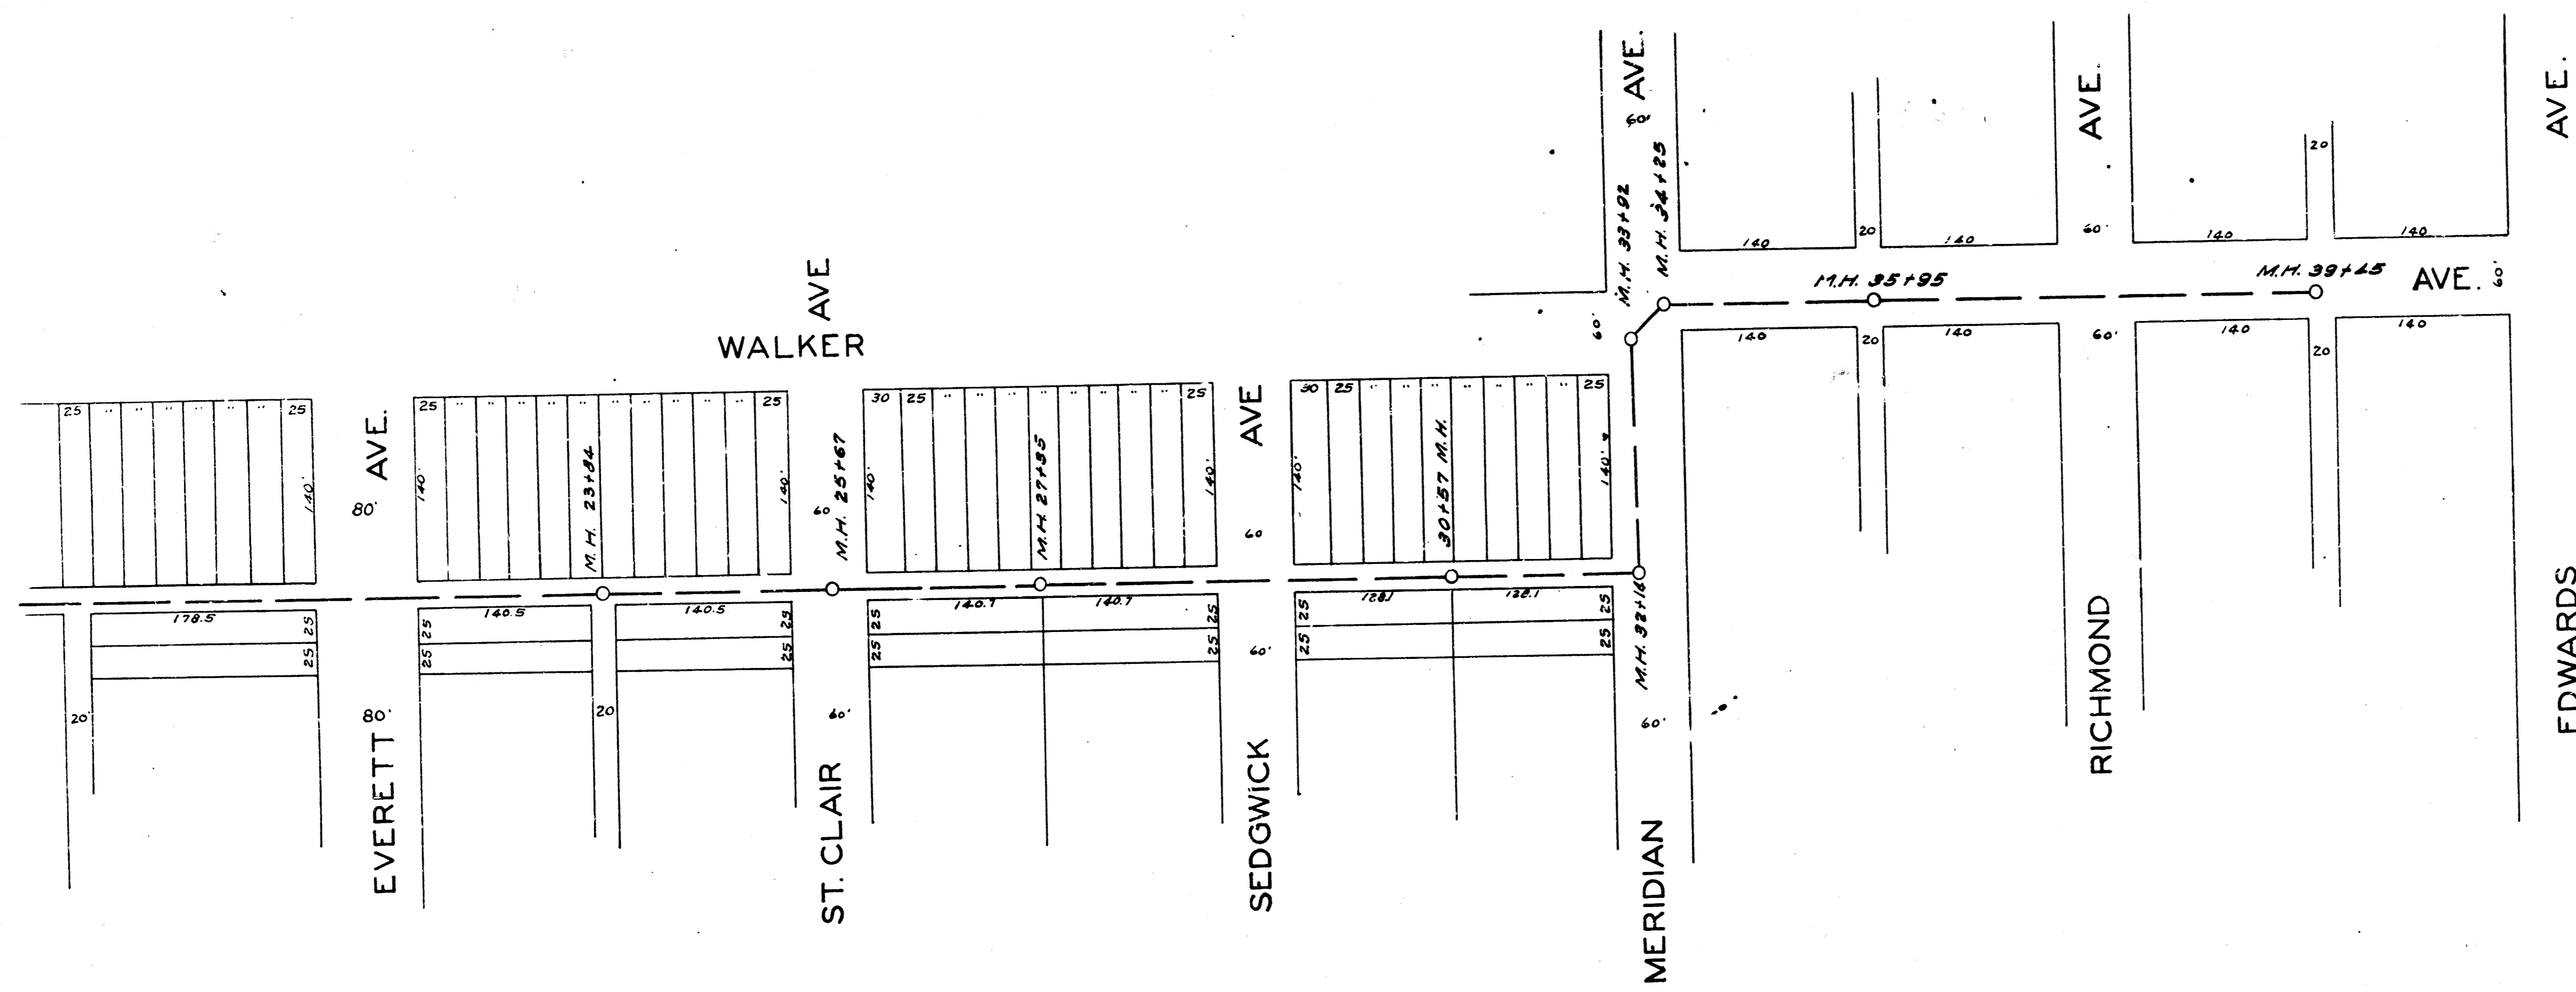 WALKER AVE.
EVERETT AVE.
ST. CLAIR AVE
SEDGWICK AVE
MERIDIAN AVE.
RICHMOND AVE.
EDWARDS AVE.
M.H. 23+84
M.H. 25+67
M.H. 27+35
30+57 M.H.
M.H. 32+14
M.H. 33+92
M.H. 34+25
M.H. 35+95
M.H. 39+45
60'
140 20 140
60'
140 20 140
20
60'
60'
140 20 140
60'
140 20 140
25 " " " " " " 25
140'
80'
25 " " " " " " " " " " 25
140' 140'
60
30 25 " " " " " " " " 25
140' 140'
60
30 25 " " " " " " " 25
140' 140'
178.5 25
25
20'
80'
25 140.5 140.5 25
25 25
20
60'
25 140.7 140.7 25
25 25
60'
25 128.1 128.1 25
25 25
60'